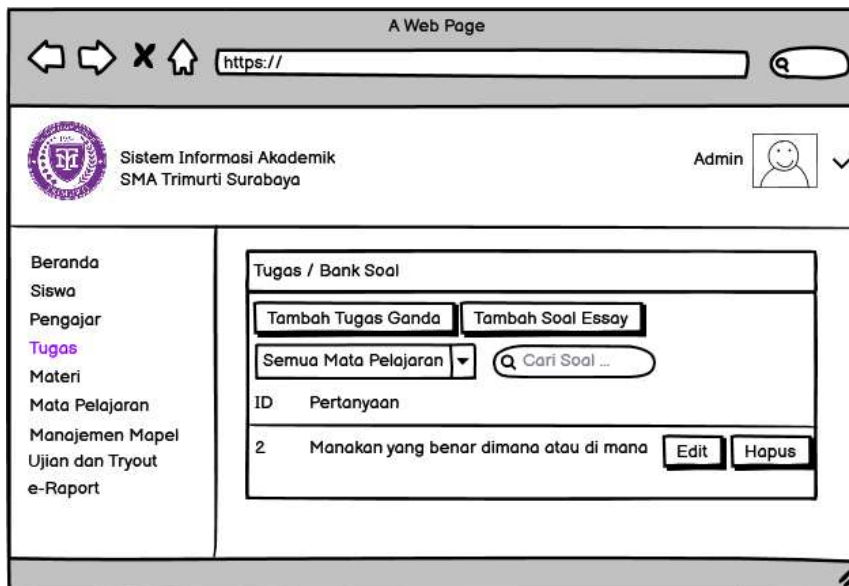 A Web Page
https://
Sistem Informasi Akademik
SMA Trimurti Surabaya
Admin
Beranda
Siswa
Pengajar
Tugas
Materi
Mata Pelajaran
Manajemen Mapel
Ujian dan Tryout
e-Raport
Tugas / Bank Soal
Tambah Tugas Ganda Tambah Soal Essay
Semua Mata Pelajaran Cari Soal ...
ID Pertanyaan
2 Manakan yang benar dimana atau di mana Edit Hapus